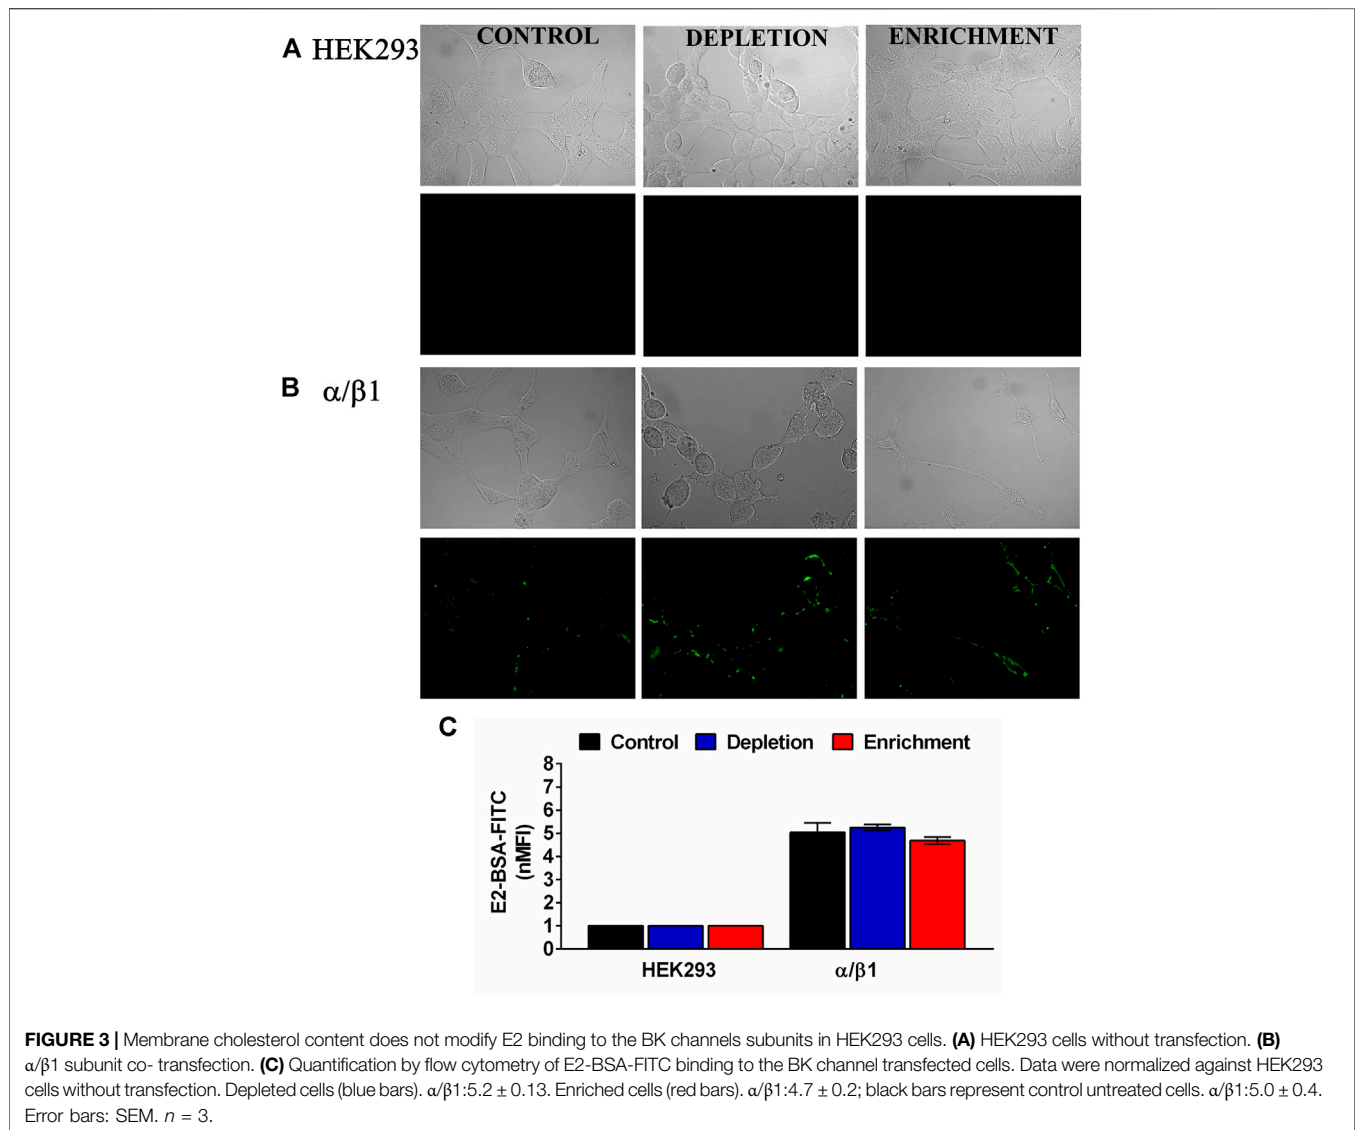 A HEK293
CONTROL
DEPLETION
ENRICHMENT
B α/β1
C
Control Depletion Enrichment
E2-BSA-FITC
(nMFI)
8
7
6
5
4
3
2
1
0
HEK293 α/β1
FIGURE 3 | Membrane cholesterol content does not modify E2 binding to the BK channels subunits in HEK293 cells. (A) HEK293 cells without transfection. (B)
α/β1 subunit co- transfection. (C) Quantification by flow cytometry of E2-BSA-FITC binding to the BK channel transfected cells. Data were normalized against HEK293
cells without transfection. Depleted cells (blue bars). α/β1:5.2 ± 0.13. Enriched cells (red bars). α/β1:4.7 ± 0.2; black bars represent control untreated cells. α/β1:5.0 ± 0.4.
Error bars: SEM. n = 3.